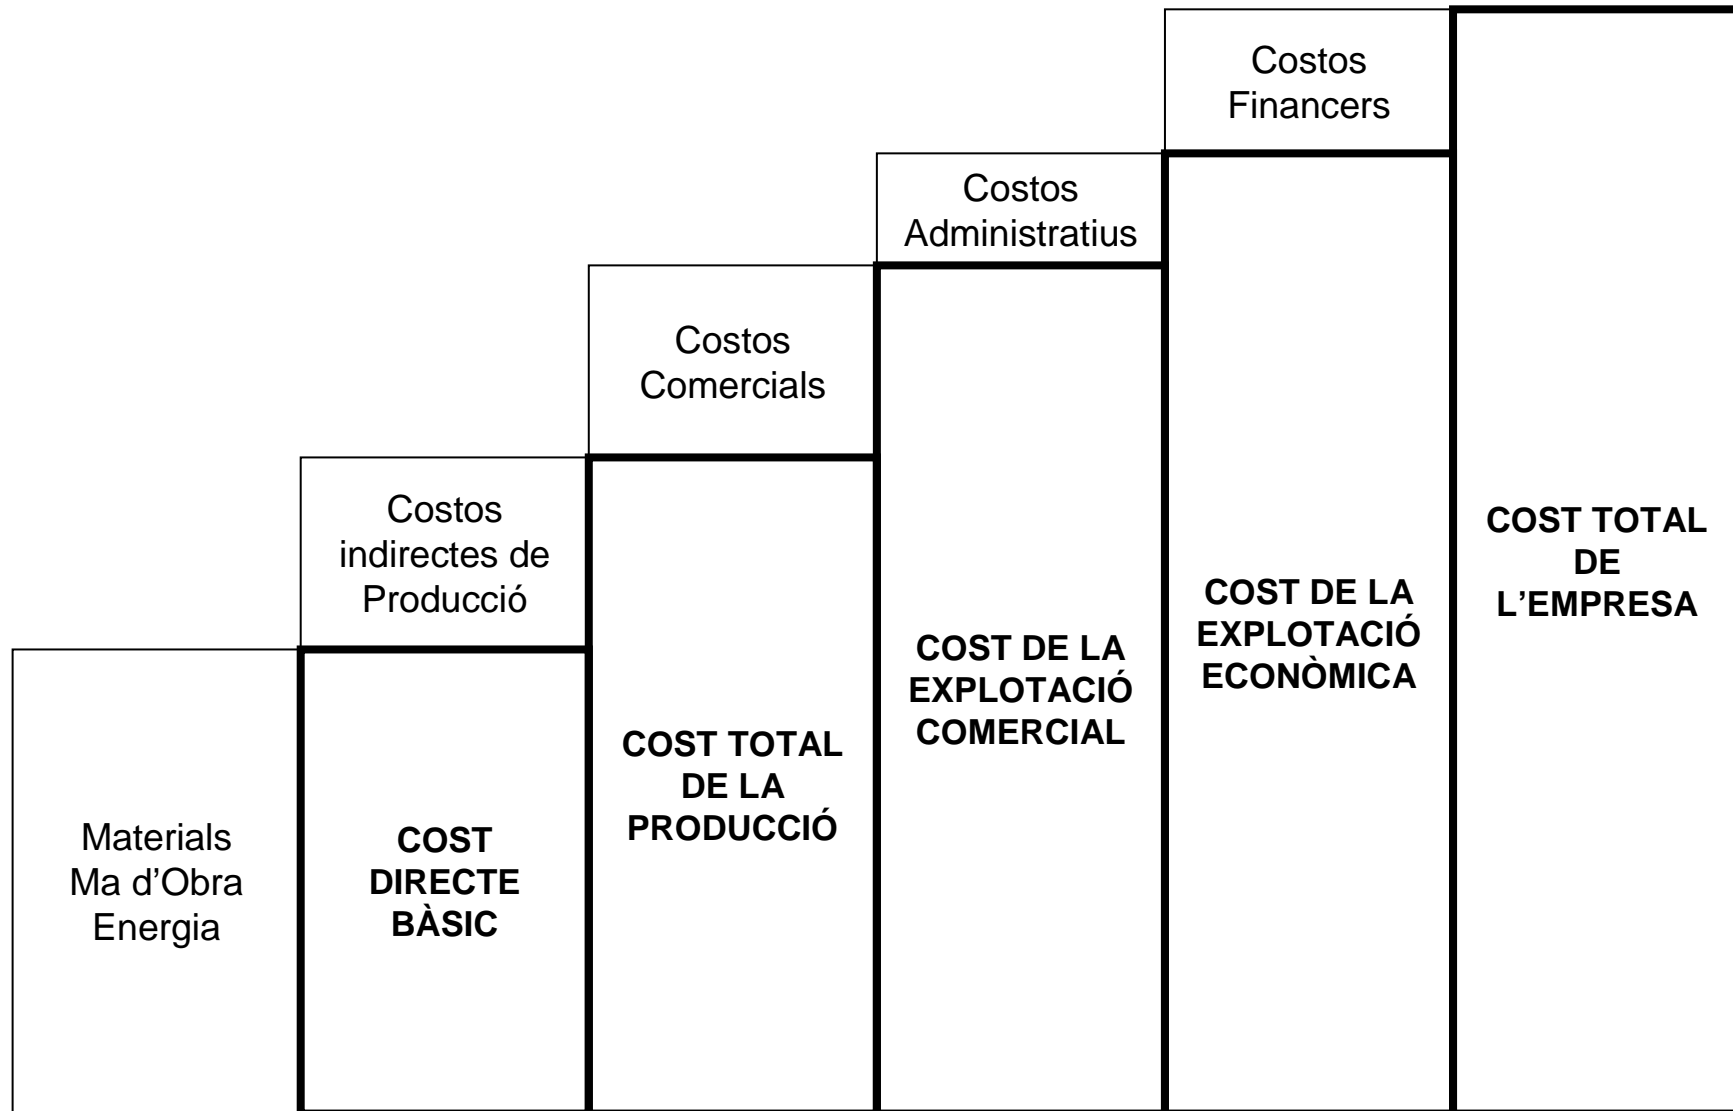 Materials
Ma d’Obra
Energia
Costos
indirectes de
Producció
COST
DIRECTE
BÀSIC
Costos
Comercials
COST TOTAL
DE LA
PRODUCCIÓ
Costos
Administratius
COST DE LA
EXPLOTACIÓ
COMERCIAL
Costos
Financers
COST DE LA
EXPLOTACIÓ
ECONÒMICA
COST TOTAL
DE
L’EMPRESA